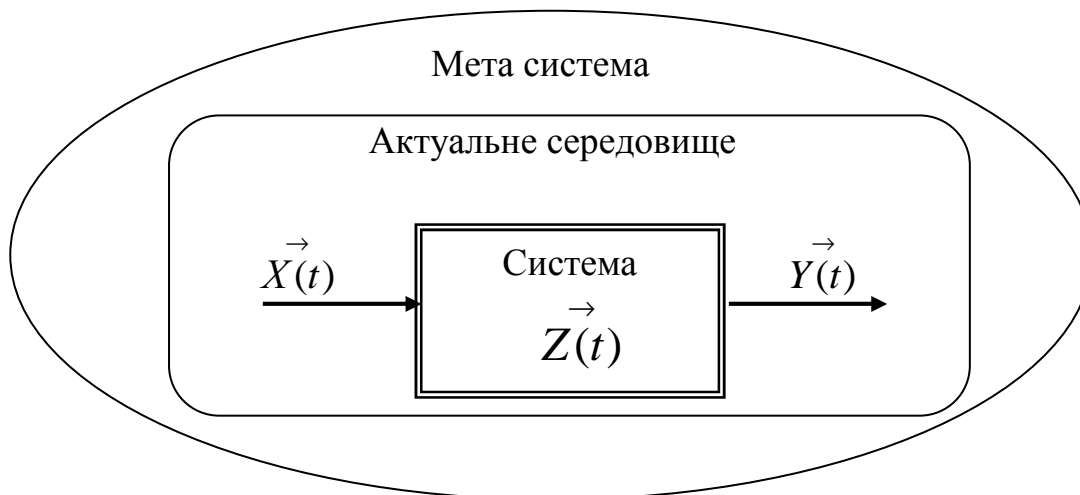 Мета система
Актуальне середовище
X(t)
Система
Y(t)
Z(t)